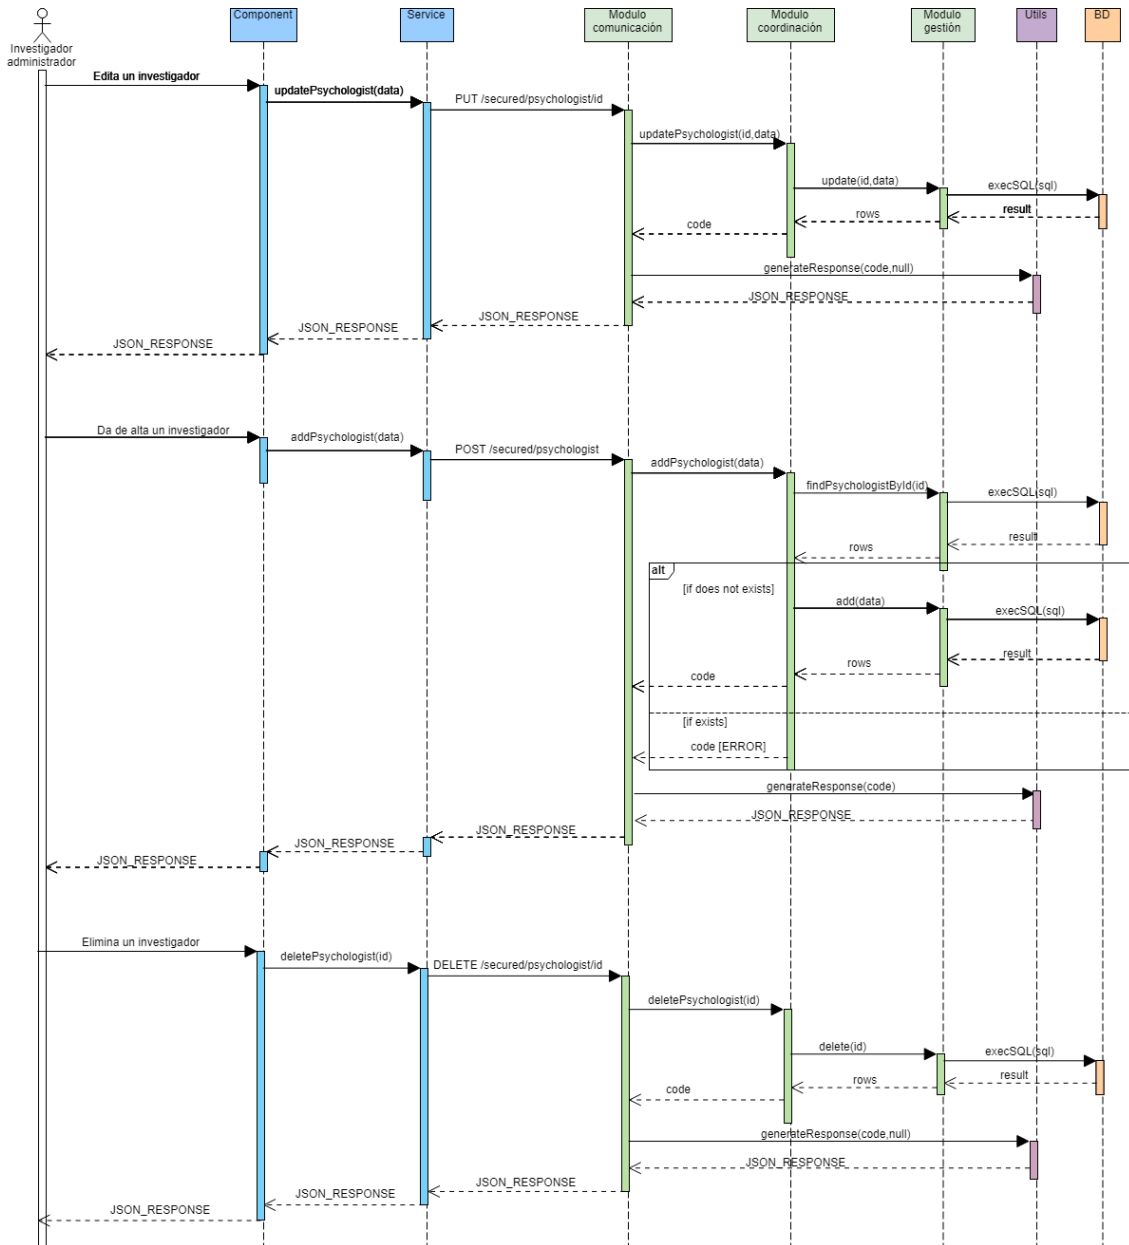 Investigador
administrador
Component
Service
Modulo
comunicación
Modulo
coordinación
Modulo
gestión
Utils
BD
Edita un investigador
updatePsychologist(data)
PUT /secured/psychologist/id
updatePsychologist(id,data)
update(id,data)
execSQL(sql)
result
rows
code
generateResponse(code,null)
JSON_RESPONSE
JSON_RESPONSE
JSON_RESPONSE
JSON_RESPONSE
Da de alta un investigador
addPsychologist(data)
POST /secured/psychologist
addPsychologist(data)
findPsychologistById(id)
execSQL(sql)
result
rows
alt
[if does not exists]
add(data)
execSQL(sql)
result
rows
code
[if exists]
code [ERROR]
generateResponse(code)
JSON_RESPONSE
JSON_RESPONSE
JSON_RESPONSE
JSON_RESPONSE
Elimina un investigador
deletePsychologist(id)
DELETE /secured/psychologist/id
deletePsychologist(id)
delete(id)
execSQL(sql)
result
rows
code
generateResponse(code,null)
JSON_RESPONSE
JSON_RESPONSE
JSON_RESPONSE
JSON_RESPONSE